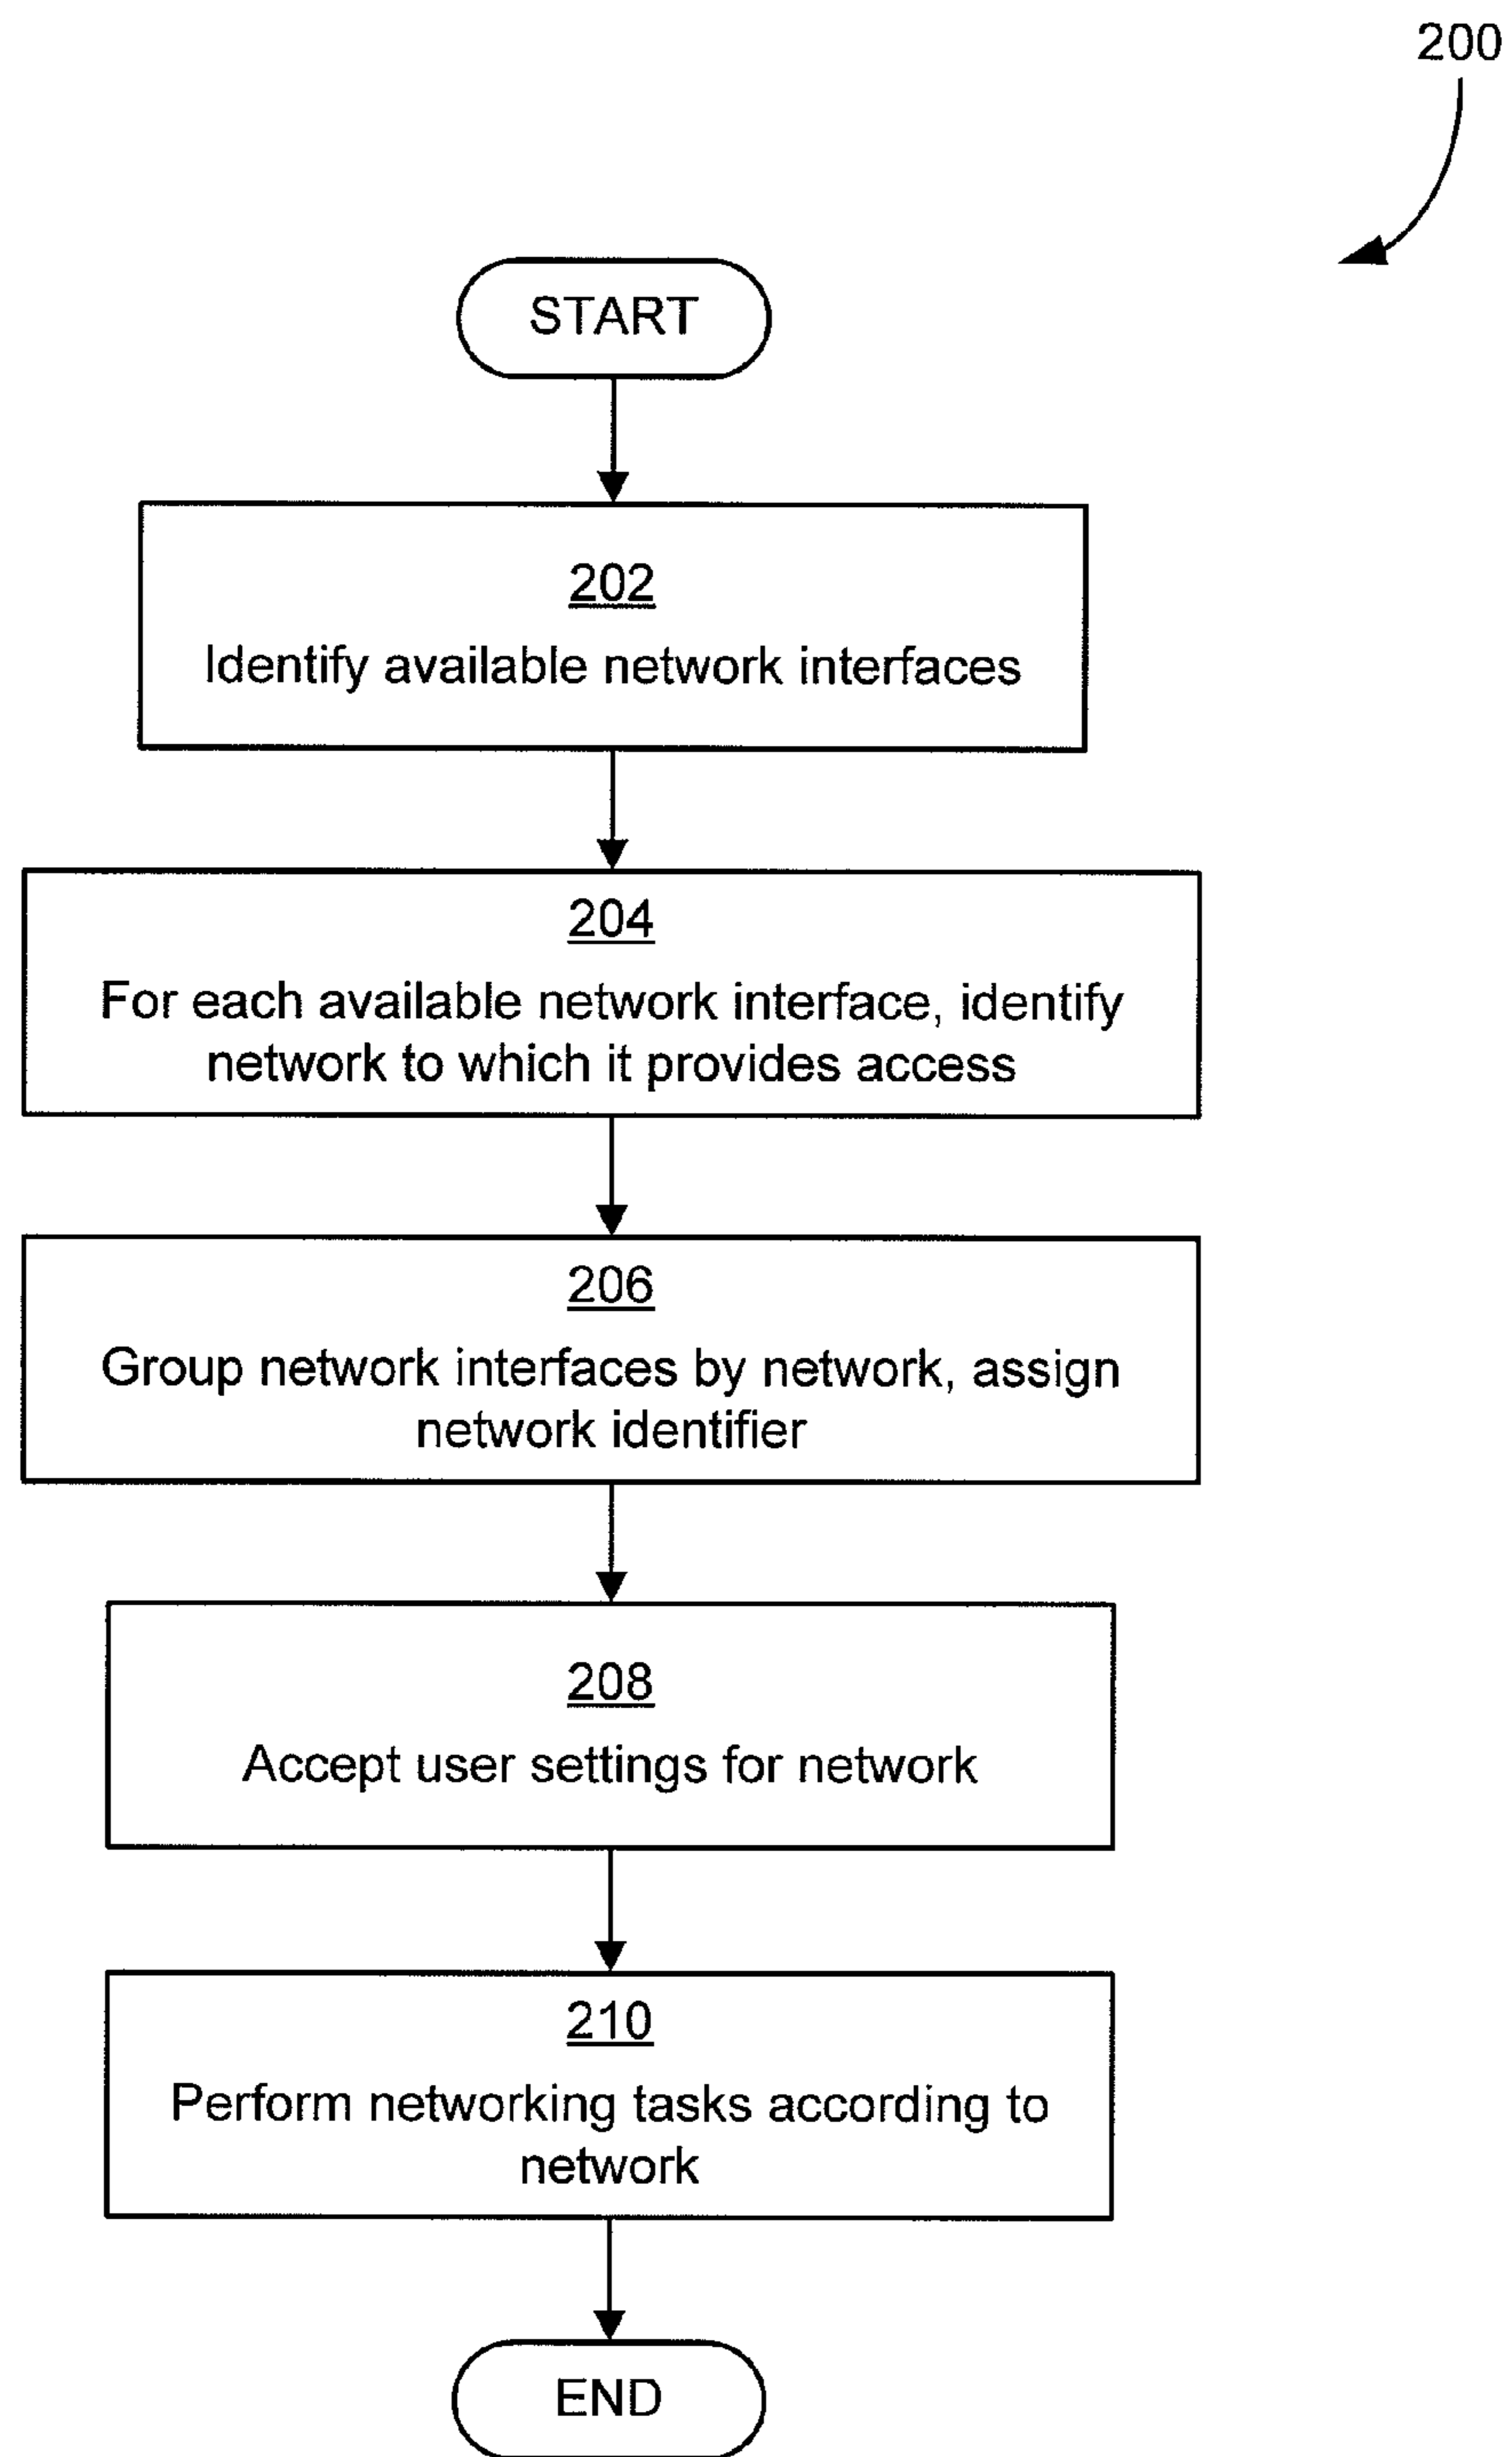 200
START
202
Identify available network interfaces
204
For each available network interface, identify
network to which it provides access
206
Group network interfaces by network, assign
network identifier
208
Accept user settings for network
210
Perform networking tasks according to
network
END